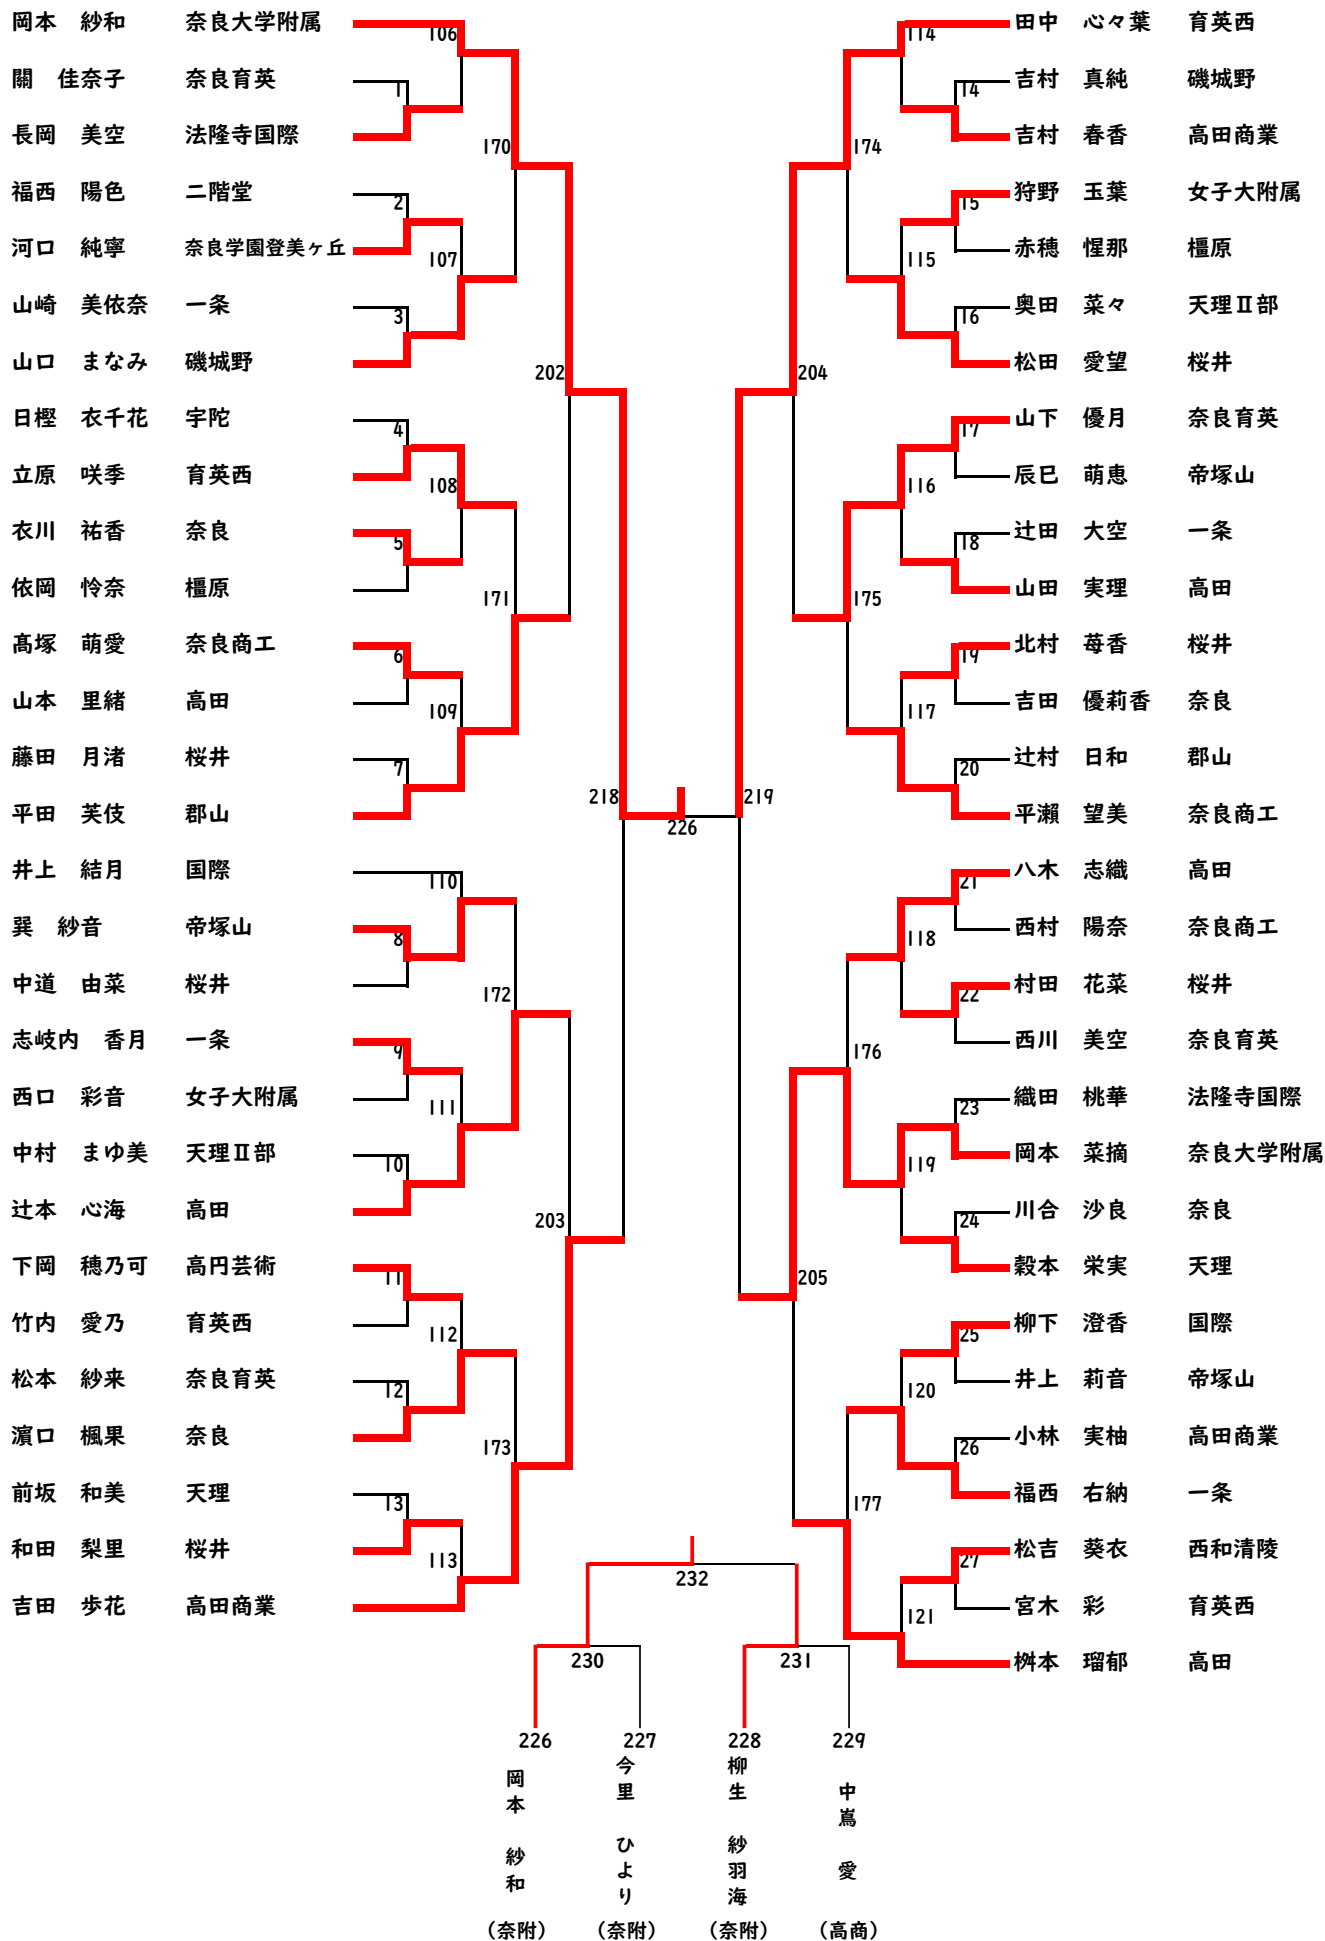 岡本 紗和 奈良大学附属
關 佳奈子 奈良育英
長岡 美空 法隆寺国際
福西 陽色 二階堂
河口 純寧 奈良学園登美ヶ丘
山崎 美依奈 一条
山口 まなみ 磯城野
日樫 衣千花 宇陀
立原 咲季 育英西
衣川 祐香 奈良
依岡 怜奈 橿原
髙塚 萌愛 奈良商工
山本 里緒 高田
藤田 月渚 桜井
平田 芙伎 郡山
井上 結月 国際
巽 紗音 帝塚山
中道 由菜 桜井
志岐内 香月 一条
西口 彩音 女子大附属
中村 まゆ美 天理Ⅱ部
辻本 心海 高田
下岡 穂乃可 高円芸術
竹内 愛乃 育英西
松本 紗来 奈良育英
濵口 楓果 奈良
前坂 和美 天理
和田 梨里 桜井
吉田 歩花 高田商業
106
1
170
2
107
3
202
4
108
5
171
6
109
7
218
110
8
172
9
111
10
203
11
112
12
173
13
113
226
114
14
174
15
115
16
204
17
116
18
175
19
117
20
219
21
118
22
176
23
119
24
205
25
120
26
177
27
121
田中 心々葉 育英西
吉村 真純 磯城野
吉村 春香 高田商業
狩野 玉葉 女子大附属
赤穂 惺那 橿原
奥田 菜々 天理Ⅱ部
松田 愛望 桜井
山下 優月 奈良育英
辰巳 萌恵 帝塚山
辻田 大空 一条
山田 実理 高田
北村 苺香 桜井
吉田 優莉香 奈良
辻村 日和 郡山
平瀨 望美 奈良商工
八木 志織 高田
西村 陽奈 奈良商工
村田 花菜 桜井
西川 美空 奈良育英
織田 桃華 法隆寺国際
岡本 菜摘 奈良大学附属
川合 沙良 奈良
穀本 栄実 天理
柳下 澄香 国際
井上 莉音 帝塚山
小林 実柚 高田商業
福西 右納 一条
松吉 葵衣 西和清陵
宮木 彩 育英西
桝本 瑠郁 高田
232
230
231
226
227
228
229
岡本 紗和
今里 ひより
柳生 紗羽海
中嶌 愛
（奈附）
（奈附）
（奈附）
（高商）